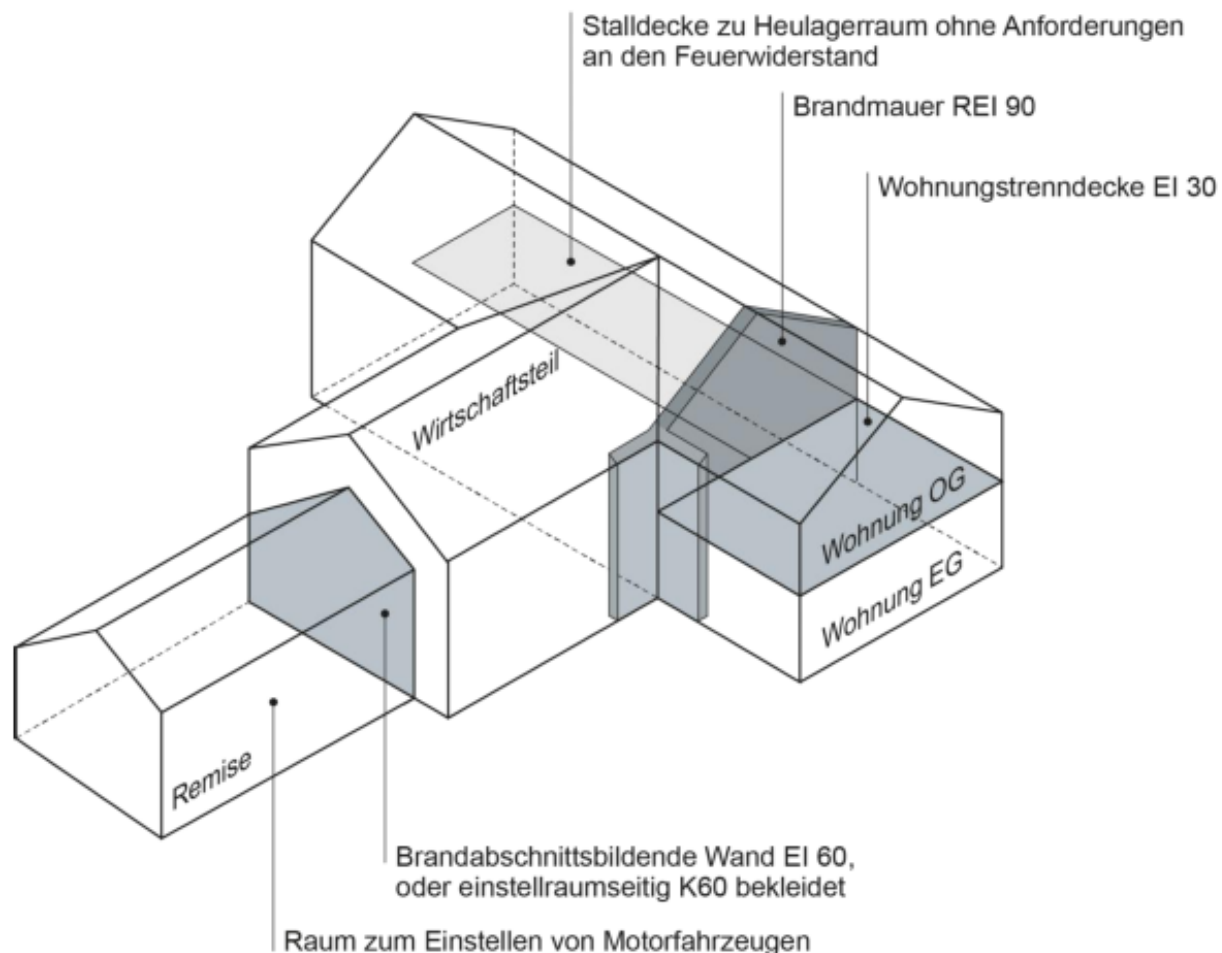 Stalldecke zu Heulagerraum ohne Anforderungen
an den Feuerwiderstand
Brandmauer REI 90
Wohnungstrenndecke EI 30
Wirtschaftsteil
Wohnung OG
Wohnung EG
Remise
Brandabschnittsbildende Wand EI 60,
oder einstellraumseitig K60 bekleidet
Raum zum Einstellen von Motorfahrzeugen